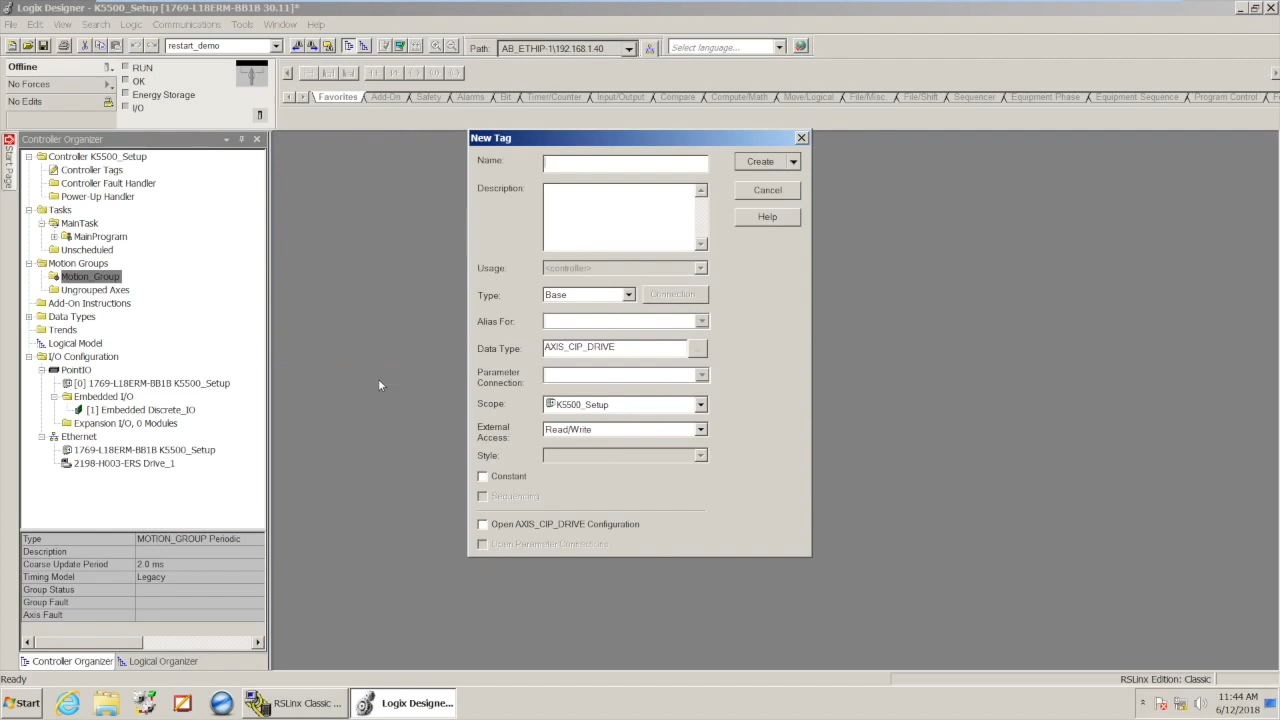 Logix Designer - K5500_Setup [1769-L18ERM-BB1B 30.11]*
File Edit View Search Logic Communications Tools Window Help
restart_demo
Path: AB_ETHIP-1\192.168.1.40
Select language...
Offline
RUN
No Forces
OK
No Edits
Energy Storage
I/O
Favorites Add-On Safety Alarms Bit Timer/Counter Input/Output Compare Compute/Math Move/Logical File/Misc. File/Shift Sequencer Equipment Phase Equipment Sequence Program Control
Start Page
Controller Organizer
Controller K5500_Setup
Controller Tags
Controller Fault Handler
Power-Up Handler
Tasks
MainTask
MainProgram
Unscheduled
Motion Groups
Motion_Group
Ungrouped Axes
Add-On Instructions
Data Types
Trends
Logical Model
I/O Configuration
PointIO
[0] 1769-L18ERM-BB1B K5500_Setup
Embedded I/O
[1] Embedded Discrete_IO
Expansion I/O, 0 Modules
Ethernet
1769-L18ERM-BB1B K5500_Setup
2198-H003-ERS Drive_1
Type MOTION_GROUP Periodic
Description
Coarse Update Period 2.0 ms
Timing Model Legacy
Group Status
Group Fault
Axis Fault
Controller Organizer Logical Organizer
New Tag
Name:
Create
Description:
Cancel
Help
Usage: <controller>
Type: Base Connection...
Alias For:
Data Type: AXIS_CIP_DRIVE ...
Parameter
Connection:
Scope: K5500_Setup
External
Access: Read/Write
Style:
Constant
Sequencing
Open AXIS_CIP_DRIVE Configuration
Open Parameter Connections
Ready
RSLinx Edition: Classic
Start RSLinx Classic ... Logix Designe...
11:44 AM
6/12/2018